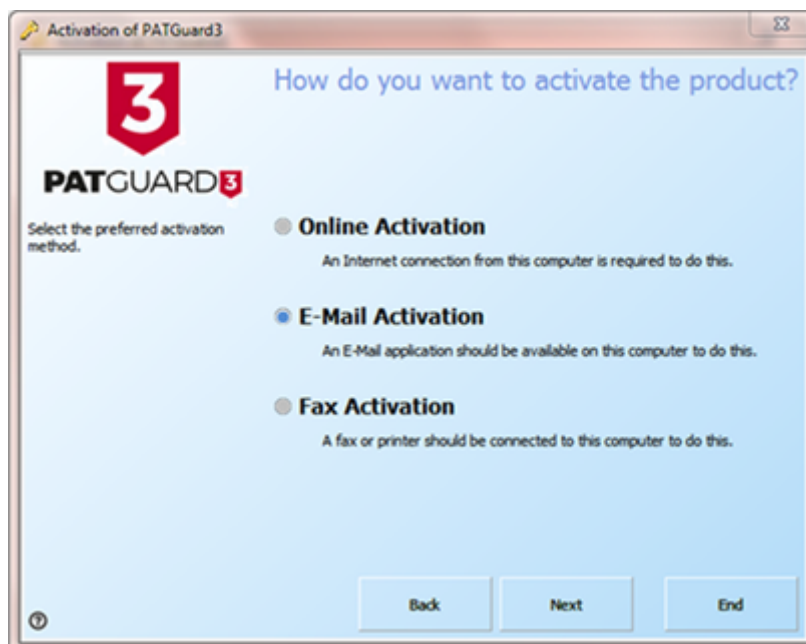 Activation of PATGuard3
3
PATGUARD3
Select the preferred activation
method.
How do you want to activate the product?
Online Activation
An Internet connection from this computer is required to do this.
E-Mail Activation
An E-Mail application should be available on this computer to do this.
Fax Activation
A fax or printer should be connected to this computer to do this.
Back
Next
End